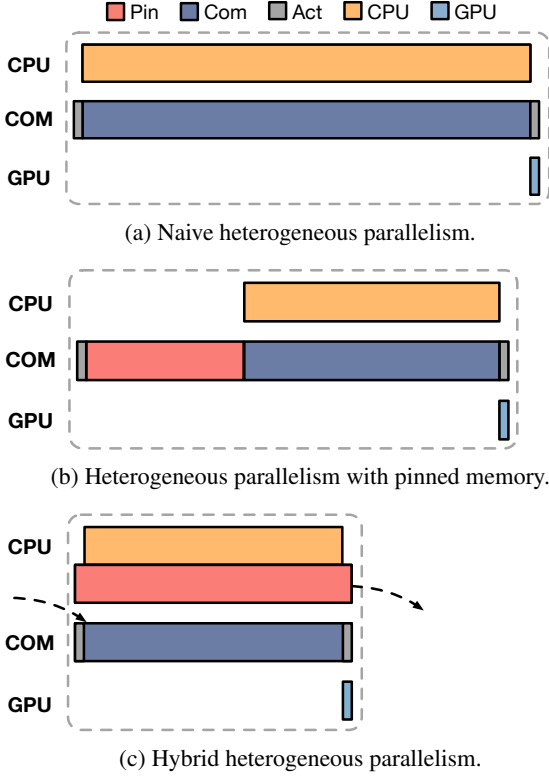 Pin Com Act CPU GPU
CPU
COM
GPU
(a) Naive heterogeneous parallelism.
CPU
COM
GPU
(b) Heterogeneous parallelism with pinned memory.
CPU
COM
GPU
(c) Hybrid heterogeneous parallelism.